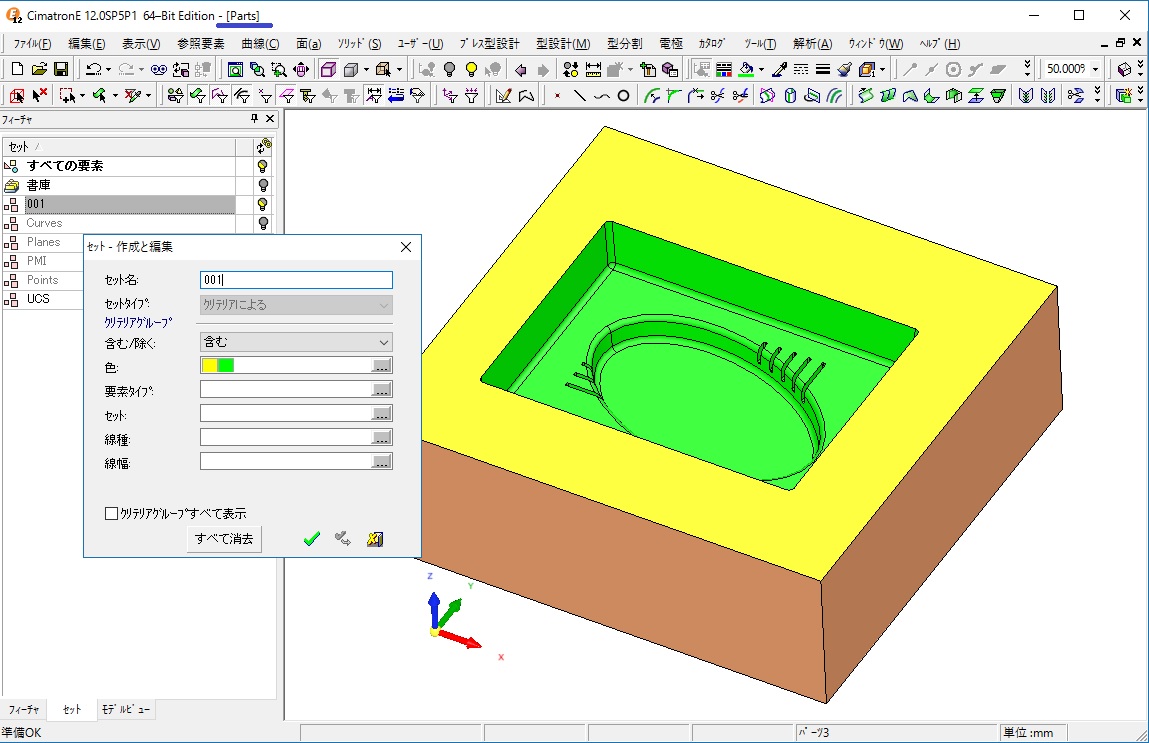 CimatronE 12.0SP5P1 64-Bit Edition - [Parts]
ファイル(F) 編集(E) 表示(V) 参照要素 曲線(C) 面(a) ソリッド(S) ユーザー(U) プレス型設計 型設計(M) 型分割 電極 カタログ ツール(T) 解析(A) ウィンドウ(W) ヘルプ(H)
50.000%
フィーチャ
セット
すべての要素
書庫
001
Curves
Planes
PMI
Points
UCS
セット - 作成と編集
セット名: 001
セットタイプ: クリテリアによる
クリテリアグループ
含む/除く: 含む
色: ...
要素タイプ: ...
セット: ...
線種: ...
線幅: ...
クリテリアグループすべて表示
すべて消去
Z
Y
X
フィーチャ セット モデルビュー
準備OK パーツ3 単位 :mm